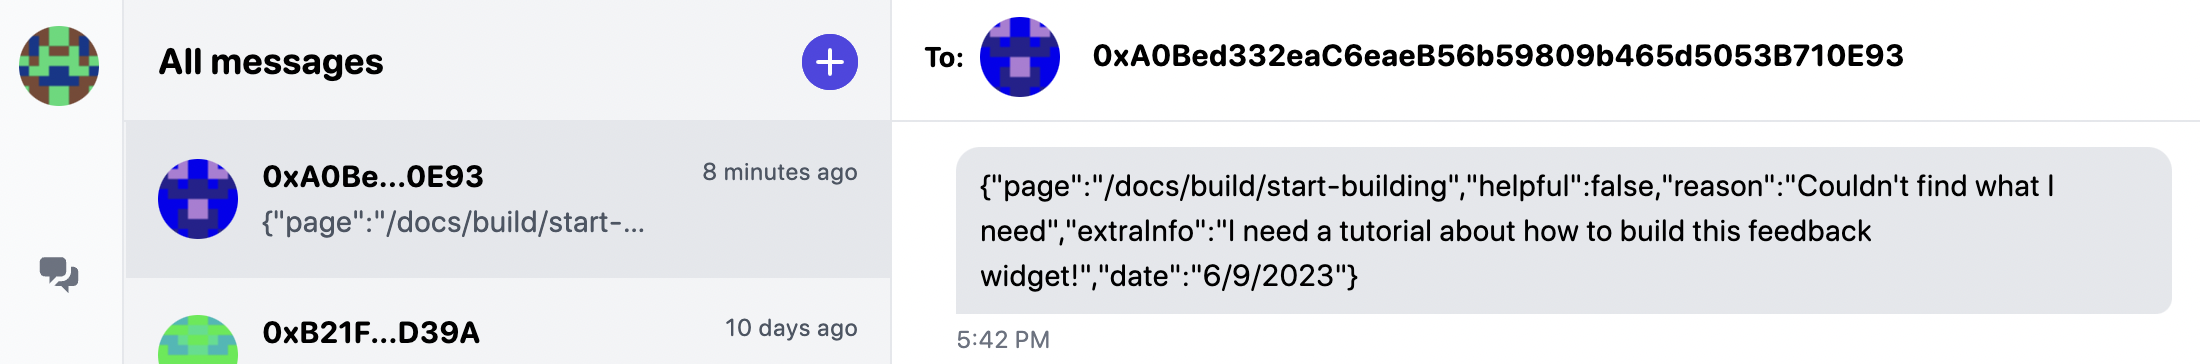 All messages
0xA0Be...0E93
8 minutes ago
{"page":"/docs/build/start-...
0xB21F...D39A
10 days ago
To:
0xA0Bed332eaC6eaeB56b59809b465d5053B710E93
{"page":"/docs/build/start-building","helpful":false,"reason":"Couldn't find what I
need","extraInfo":"I need a tutorial about how to build this feedback
widget!","date":"6/9/2023"}
5:42 PM